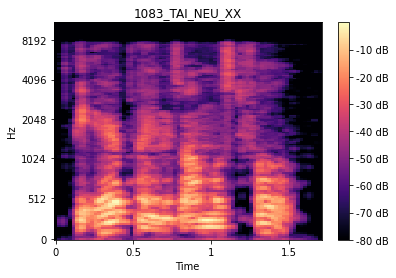 1083_TAI_NEU_XX
8192
4096
2048
1024
512
0
Hz
0
0.5
1
1.5
Time
-10 dB
-20 dB
-30 dB
-40 dB
-50 dB
-60 dB
-70 dB
-80 dB